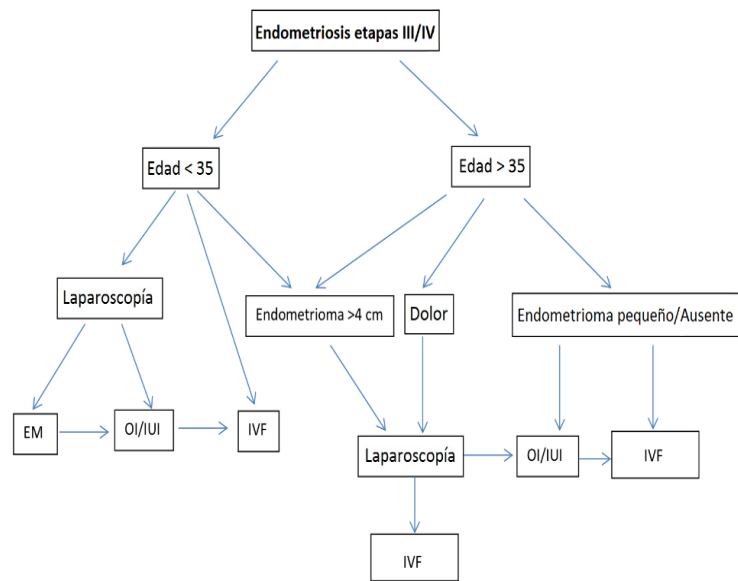 Endometriosis etapas III/IV
Edad < 35
Edad > 35
Laparoscopía
Endometrioma >4 cm
Dolor
Endometrioma pequeño/Ausente
EM
OI/IUI
IVF
Laparoscopía
OI/IUI
IVF
IVF